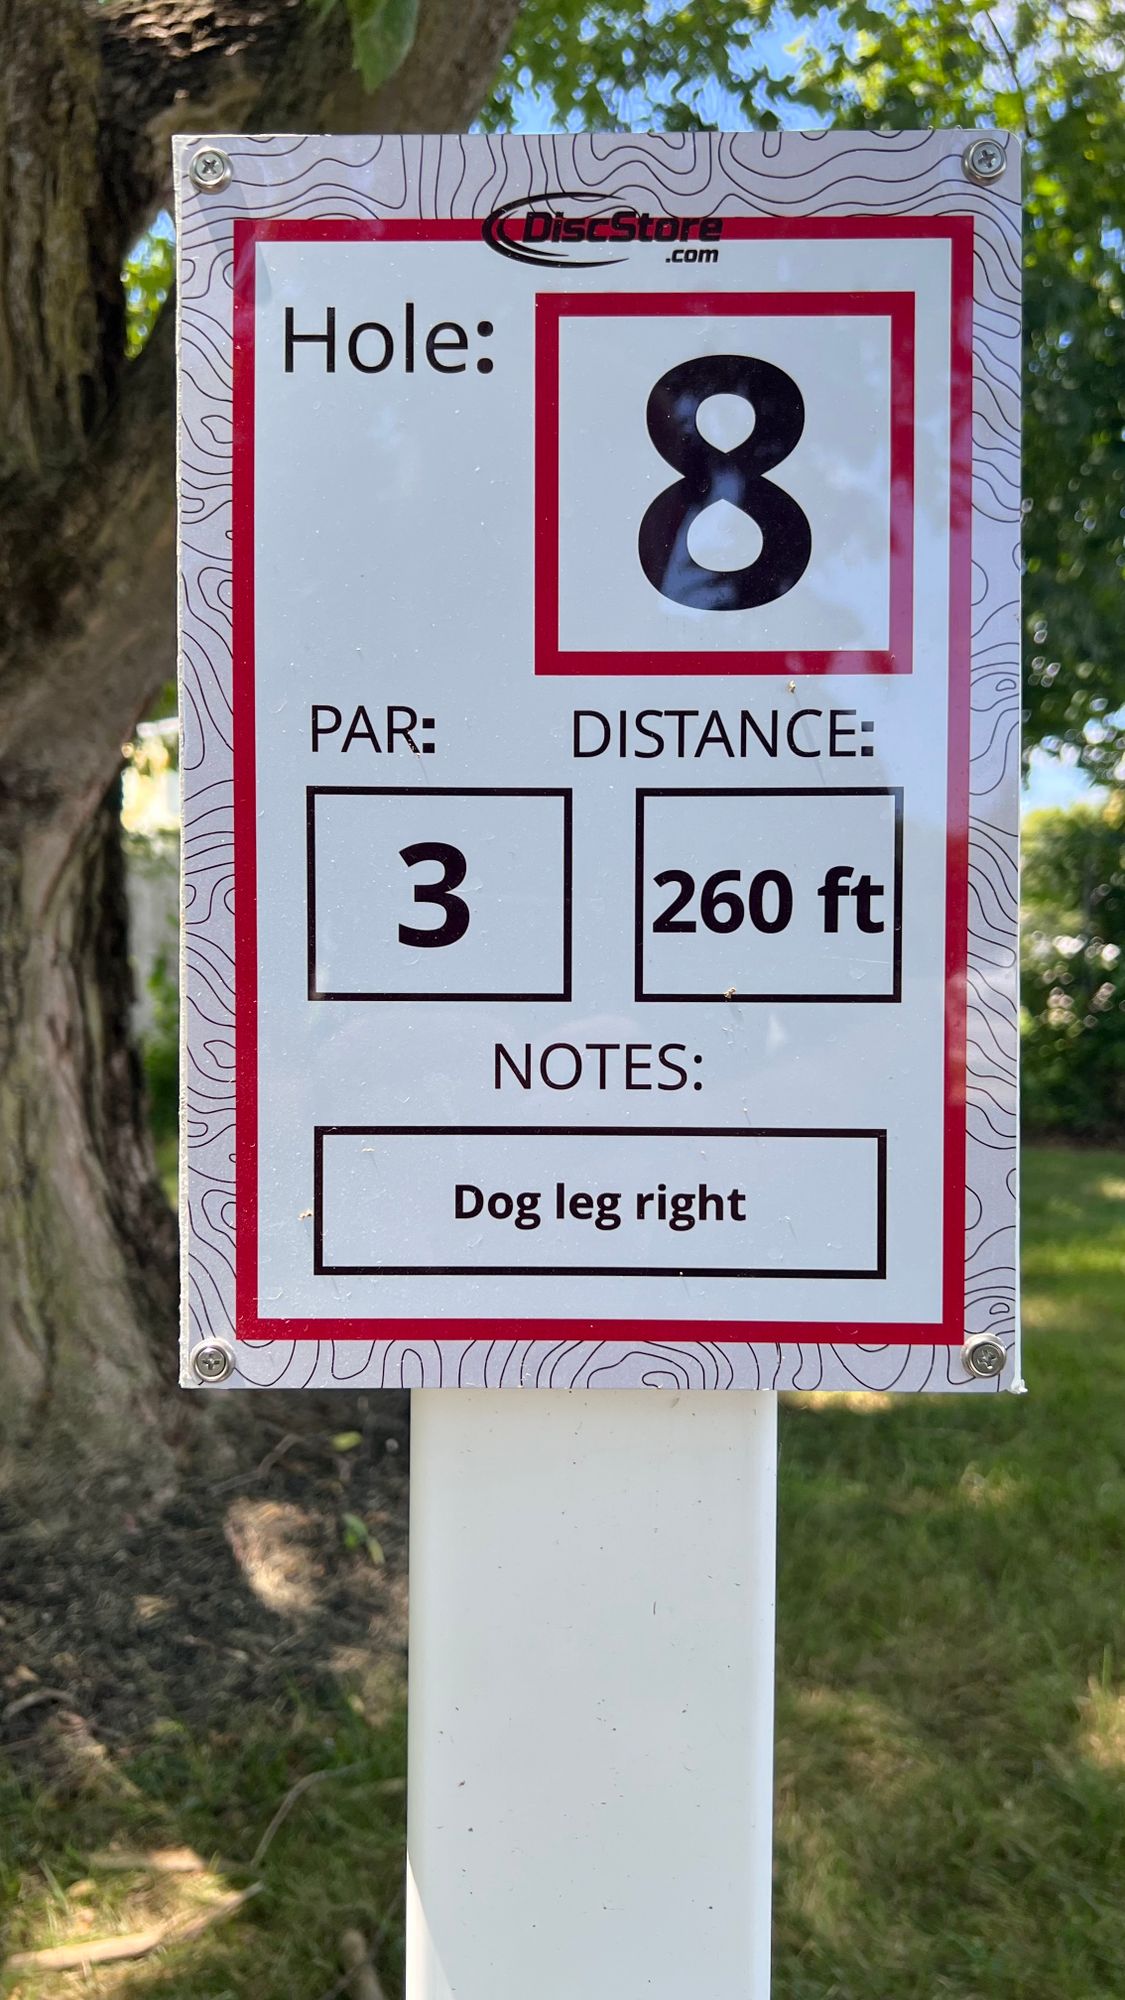 DiscStore
.com
Hole:
8
PAR:
DISTANCE:
3
260 ft
NOTES:
Dog leg right